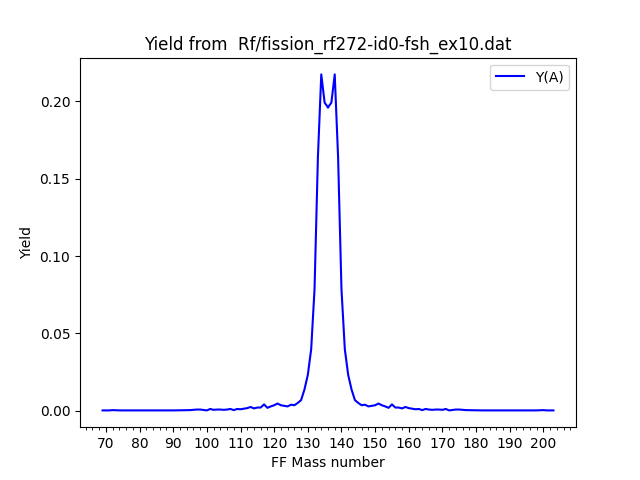 Yield from  Rf/fission_rf272-id0-fsh_ex10.dat
Y(A)
Yield
0.20
0.15
0.10
0.05
0.00
70 80 90 100 110 120 130 140 150 160 170 180 190 200
FF Mass number